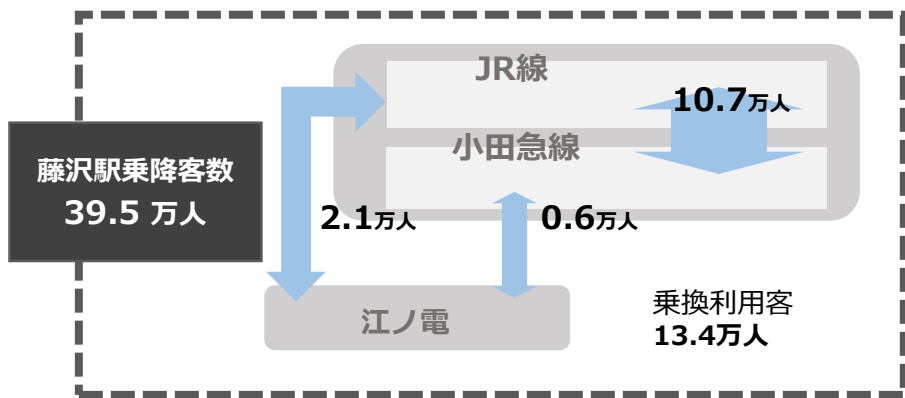 JR線
10.7万人
小田急線
藤沢駅乗降客数
39.5 万人
2.1万人
0.6万人
江ノ電
乗換利用客
13.4万人